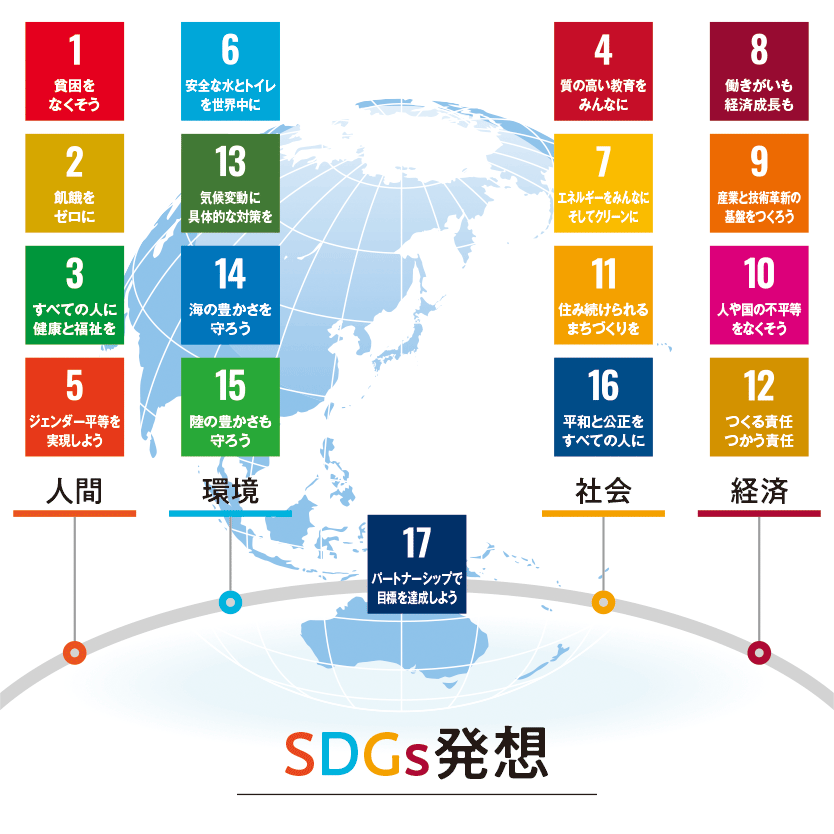 1
貧困を
なくそう
2
飢餓を
ゼロに
3
すべての人に
健康と福祉を
5
ジェンダー平等を
実現しよう
人間
6
安全な水とトイレ
を世界中に
13
気候変動に
具体的な対策を
14
海の豊かさを
守ろう
15
陸の豊かさも
守ろう
環境
4
質の高い教育を
みんなに
7
エネルギーをみんなに
そしてクリーンに
11
住み続けられる
まちづくりを
16
平和と公正を
すべての人に
社会
8
働きがいも
経済成長も
9
産業と技術革新の
基盤をつくろう
10
人や国の不平等
をなくそう
12
つくる責任
つかう責任
経済
17
パートナーシップで
目標を達成しよう
SDGs発想